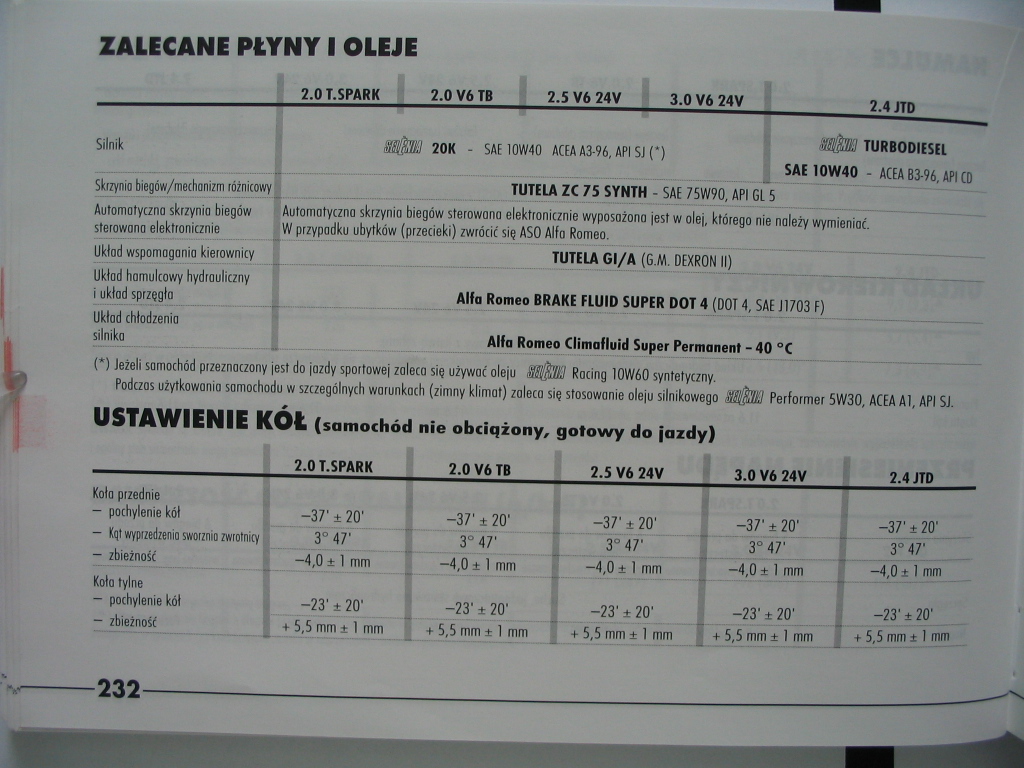 ZALECANE PŁYNY I OLEJE
2.0 T.SPARK 2.0 V6 TB 2.5 V6 24V 3.0 V6 24V 2.4 JTD
Silnik SELÈNIA 20K - SAE 10W40 ACEA A3-96, API SJ (*) SELÈNIA TURBODIESEL
SAE 10W40 - ACEA B3-96, API CD
Skrzynia biegów/mechanizm różnicowy TUTELA ZC 75 SYNTH - SAE 75W90, API GL 5
Automatyczna skrzynia biegów Automatyczna skrzynia biegów sterowana elektronicznie wyposażona jest w olej, którego nie należy wymieniać.
sterowana elektronicznie W przypadku ubytków (przecieki) zwrócić się ASO Alfa Romeo.
Układ wspomagania kierownicy TUTELA GI/A (G.M. DEXRON II)
Układ hamulcowy hydrauliczny
i układ sprzęgła Alfa Romeo BRAKE FLUID SUPER DOT 4 (DOT 4, SAE J1703 F)
Układ chłodzenia
silnika Alfa Romeo Climafluid Super Permanent – 40 °C
(*) Jeżeli samochód przeznaczony jest do jazdy sportowej zaleca się używać oleju SELÈNIA Racing 10W60 syntetyczny.
Podczas użytkowania samochodu w szczególnych warunkach (zimny klimat) zaleca się stosowanie oleju silnikowego SELÈNIA Performer 5W30, ACEA A1, API SJ.
USTAWIENIE KÓŁ (samochód nie obciążony, gotowy do jazdy)
2.0 T.SPARK 2.0 V6 TB 2.5 V6 24V 3.0 V6 24V 2.4 JTD
Koła przednie
– pochylenie kół –37' ± 20' –37' ± 20' –37' ± 20' –37' ± 20' –37' ± 20'
– Kąt wyprzedzenia sworznia zwrotnicy 3° 47' 3° 47' 3° 47' 3° 47' 3° 47'
– zbieżność –4,0 ± 1 mm –4,0 ± 1 mm –4,0 ± 1 mm –4,0 ± 1 mm –4,0 ± 1 mm
Koła tylne
– pochylenie kół –23' ± 20' –23' ± 20' –23' ± 20' –23' ± 20' –23' ± 20'
– zbieżność + 5,5 mm ± 1 mm + 5,5 mm ± 1 mm + 5,5 mm ± 1 mm + 5,5 mm ± 1 mm + 5,5 mm ± 1 mm
232